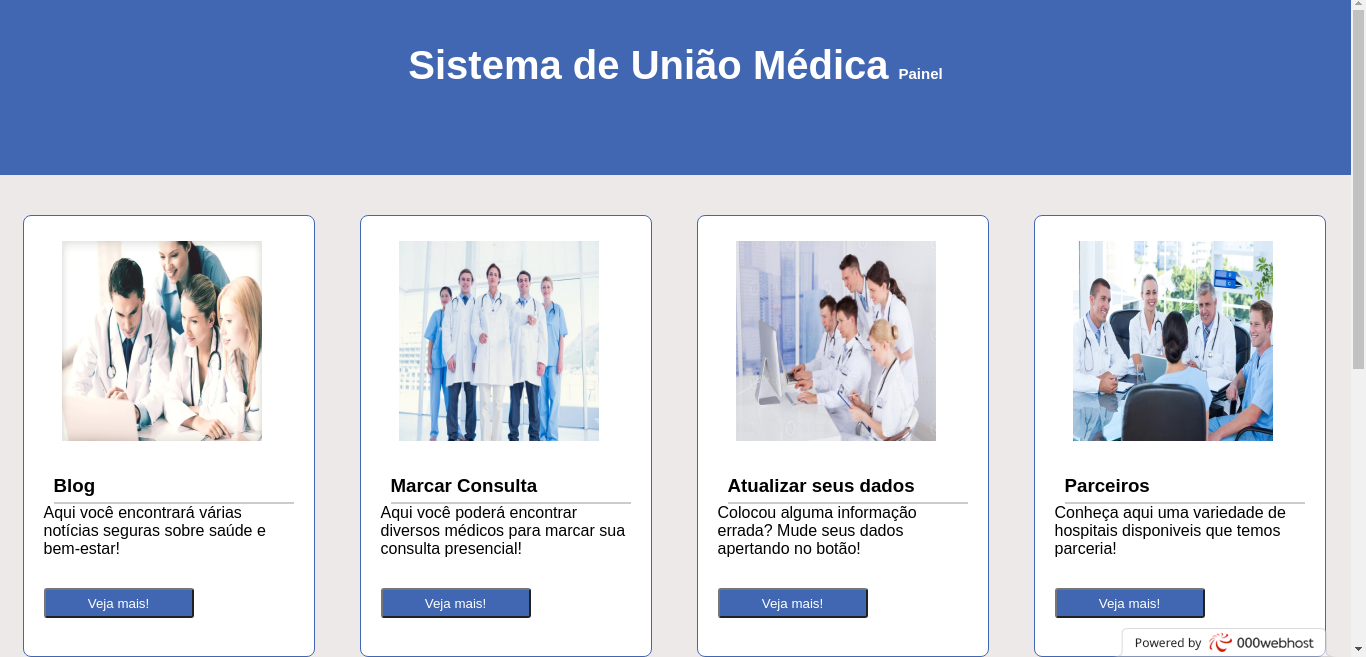 Sistema de União Médica Painel
Blog
Aqui você encontrará várias
notícias seguras sobre saúde e
bem-estar!
Veja mais!
Marcar Consulta
Aqui você poderá encontrar
diversos médicos para marcar sua
consulta presencial!
Veja mais!
Atualizar seus dados
Colocou alguma informação
errada? Mude seus dados
apertando no botão!
Veja mais!
Parceiros
Conheça aqui uma variedade de
hospitais disponiveis que temos
parceria!
Veja mais!
Powered by 000webhost